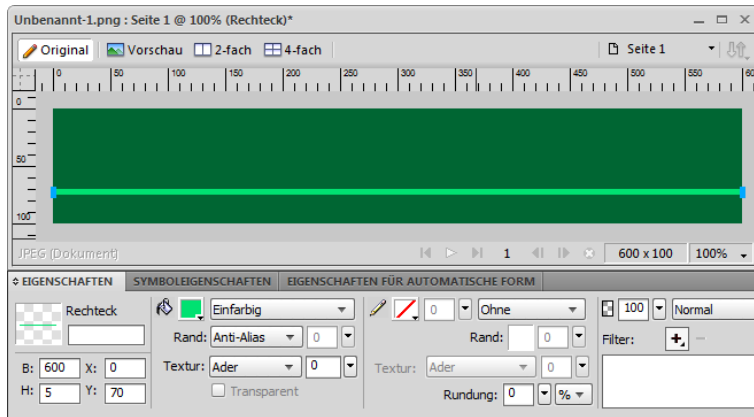 Unbenannt-1.png : Seite 1 @ 100% (Rechteck)*
Original Vorschau 2-fach 4-fach Seite 1
0 50 100 150 200 250 300 350 400 450 500 550 60
0
50
100
JPEG (Dokument) 1 600 x 100 100%
EIGENSCHAFTEN SYMBOLEIGENSCHAFTEN EIGENSCHAFTEN FÜR AUTOMATISCHE FORM
Rechteck Einfarbig 0 Ohne 100 Normal
Rand: Anti-Alias 0 Rand: 0 Filter:
B: 600 X: 0 Textur: Ader 0 Textur: Ader 0
H: 5 Y: 70 Transparent Rundung: 0 %